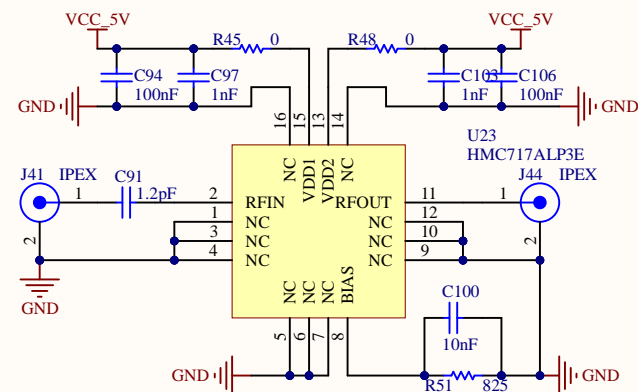 VCC_5V
VCC_5V
R45 0
R48 0
C94
100nF
C97
1nF
C103
1nF
C106
100nF
GND
GND
16
15
13
14
U23
HMC717ALP3E
NC
VDD1
VDD2
NC
J41 IPEX
C91
1.2pF
J44 IPEX
1
2 RFIN
RFOUT 11
1
1 NC
NC 12
3 NC
NC 10
4 NC
NC 9
2
2
NC
NC
NC
BIAS
GND
5
6
7
8
C100
10nF
GND
R51 825
GND